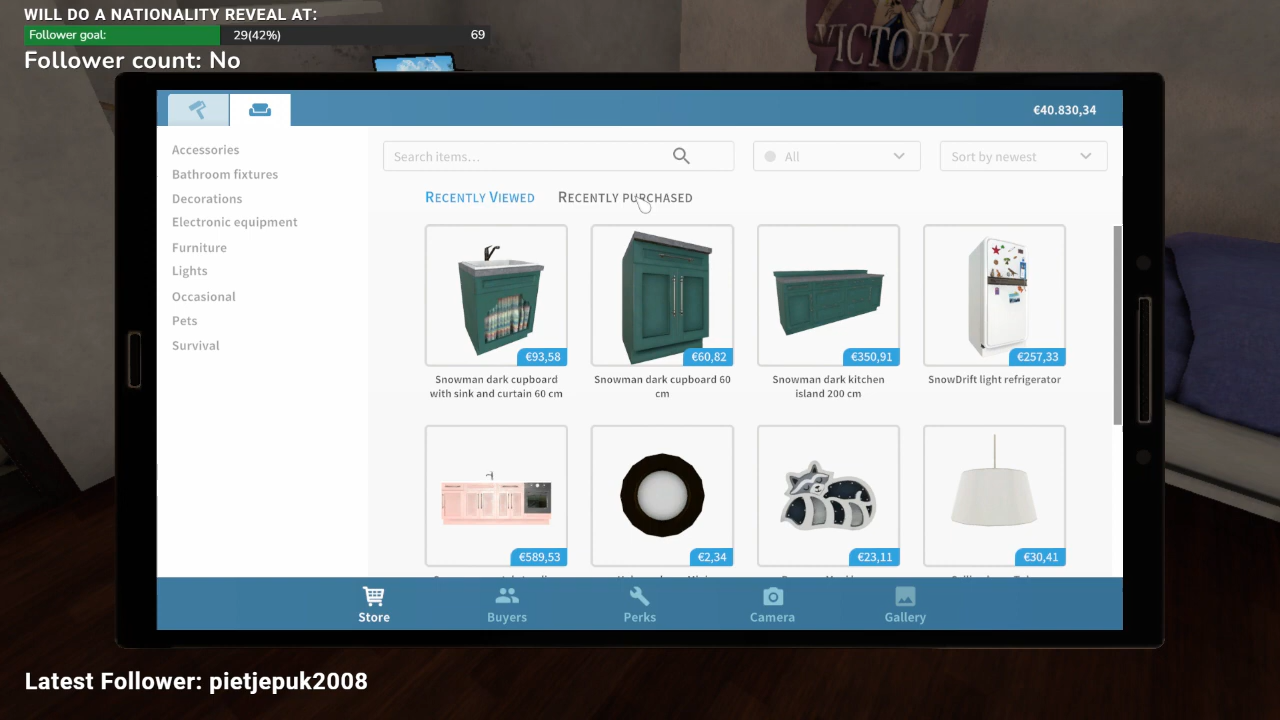 WILL DO A NATIONALITY REVEAL AT:
Follower goal: 29(42%) 69
Follower count: No
VICTORY
€40.830,34
Search items...
All
Sort by newest
Accessories
Bathroom fixtures
Decorations
Electronic equipment
Furniture
Lights
Occasional
Pets
Survival
RECENTLY VIEWED RECENTLY PURCHASED
€93,58
€60,82
€350,91
€257,33
Snowman dark cupboard
with sink and curtain 60 cm
Snowman dark cupboard 60
cm
Snowman dark kitchen
island 200 cm
SnowDrift light refrigerator
€589,53
€2,34
€23,11
€30,41
Store
Buyers
Perks
Camera
Gallery
Latest Follower: pietjepuk2008